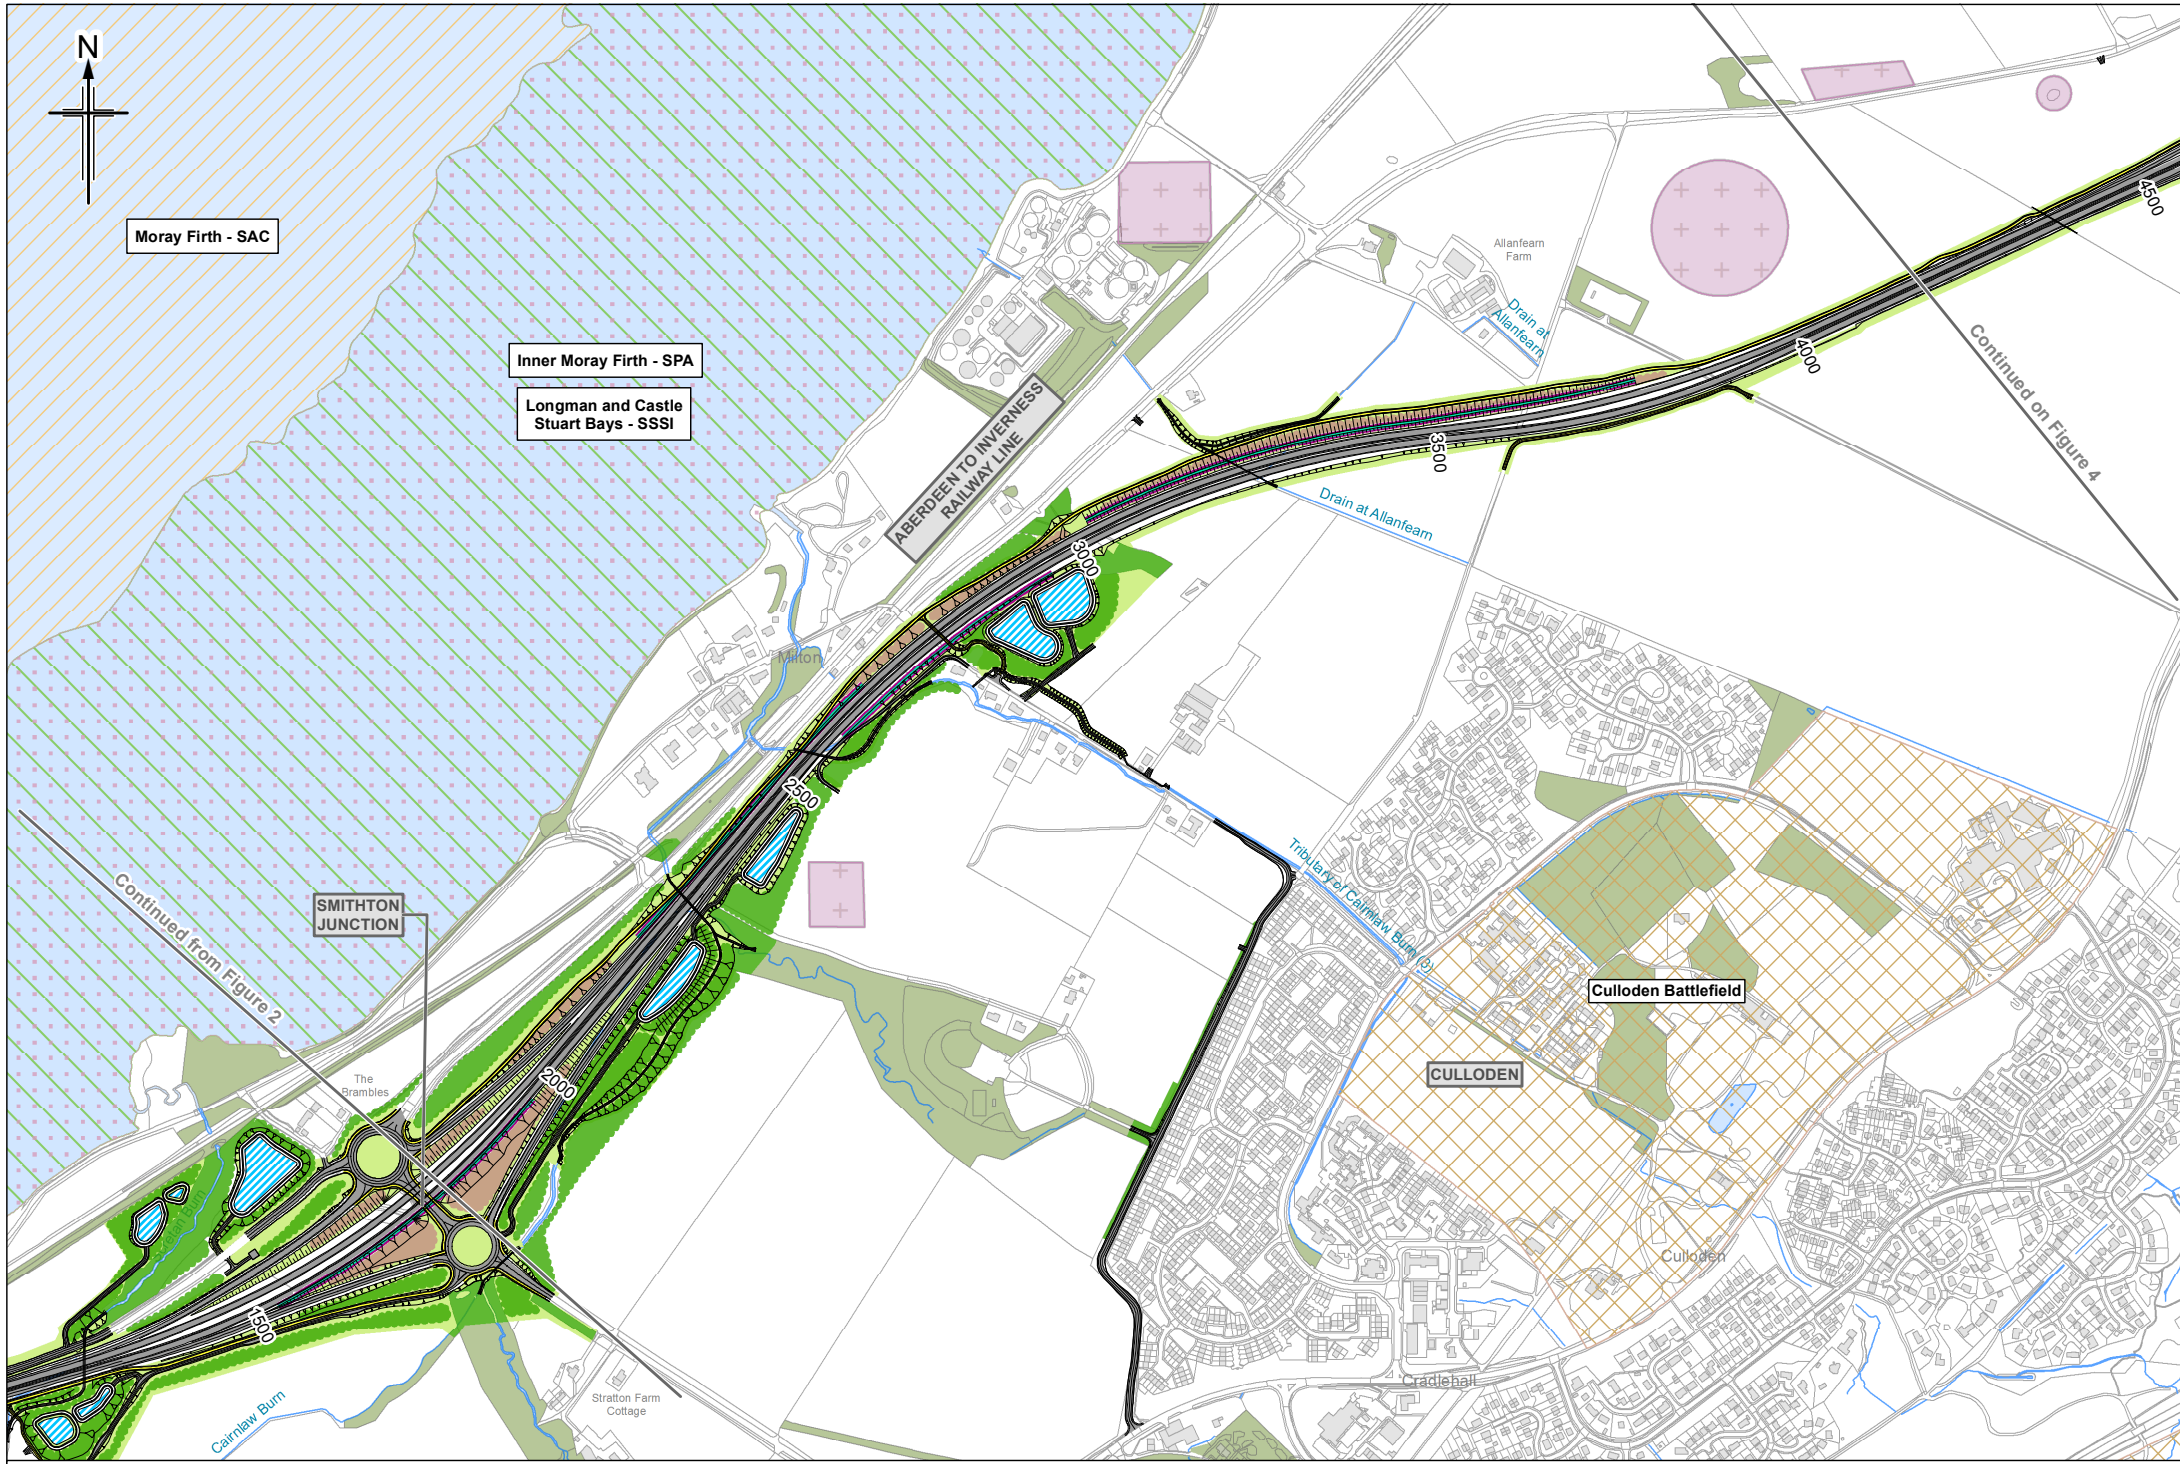 N
Moray Firth - SAC
Inner Moray Firth - SPA
Longman and Castle
Stuart Bays - SSSI
Allanfearn
Farm
Drain at
Allanfearn
4500
4000
Continued on Figure 4
ABERDEEN TO INVERNESS
RAILWAY LINE
3500
Drain at Allanfearn
3000
Milton
2500
Tributary of Cairnlaw Burn (3)
Continued from Figure 2
SMITHTON
JUNCTION
Culloden Battlefield
CULLODEN
The
Brambles
2000
Culloden
1500
Cradlehall
Stratton Farm
Cottage
Cairnlaw Burn